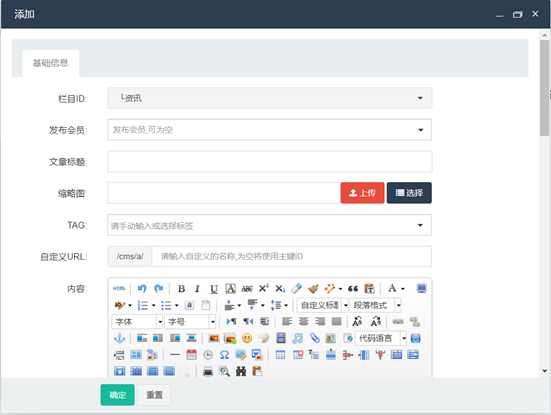 添加
基础信息
栏目ID: └资讯
发布会员: 发布会员,可为空
文章标题:
缩略图: 上传 选择
TAG: 请手动输入或选择标签
自定义URL: /cms/a/ 请输入自定义的名称,为空将使用主键ID
内容:
HTML B I U A ABC X² X₂ A
a 自定义标题 段落格式
字体 字号
代码语言
确定 重置